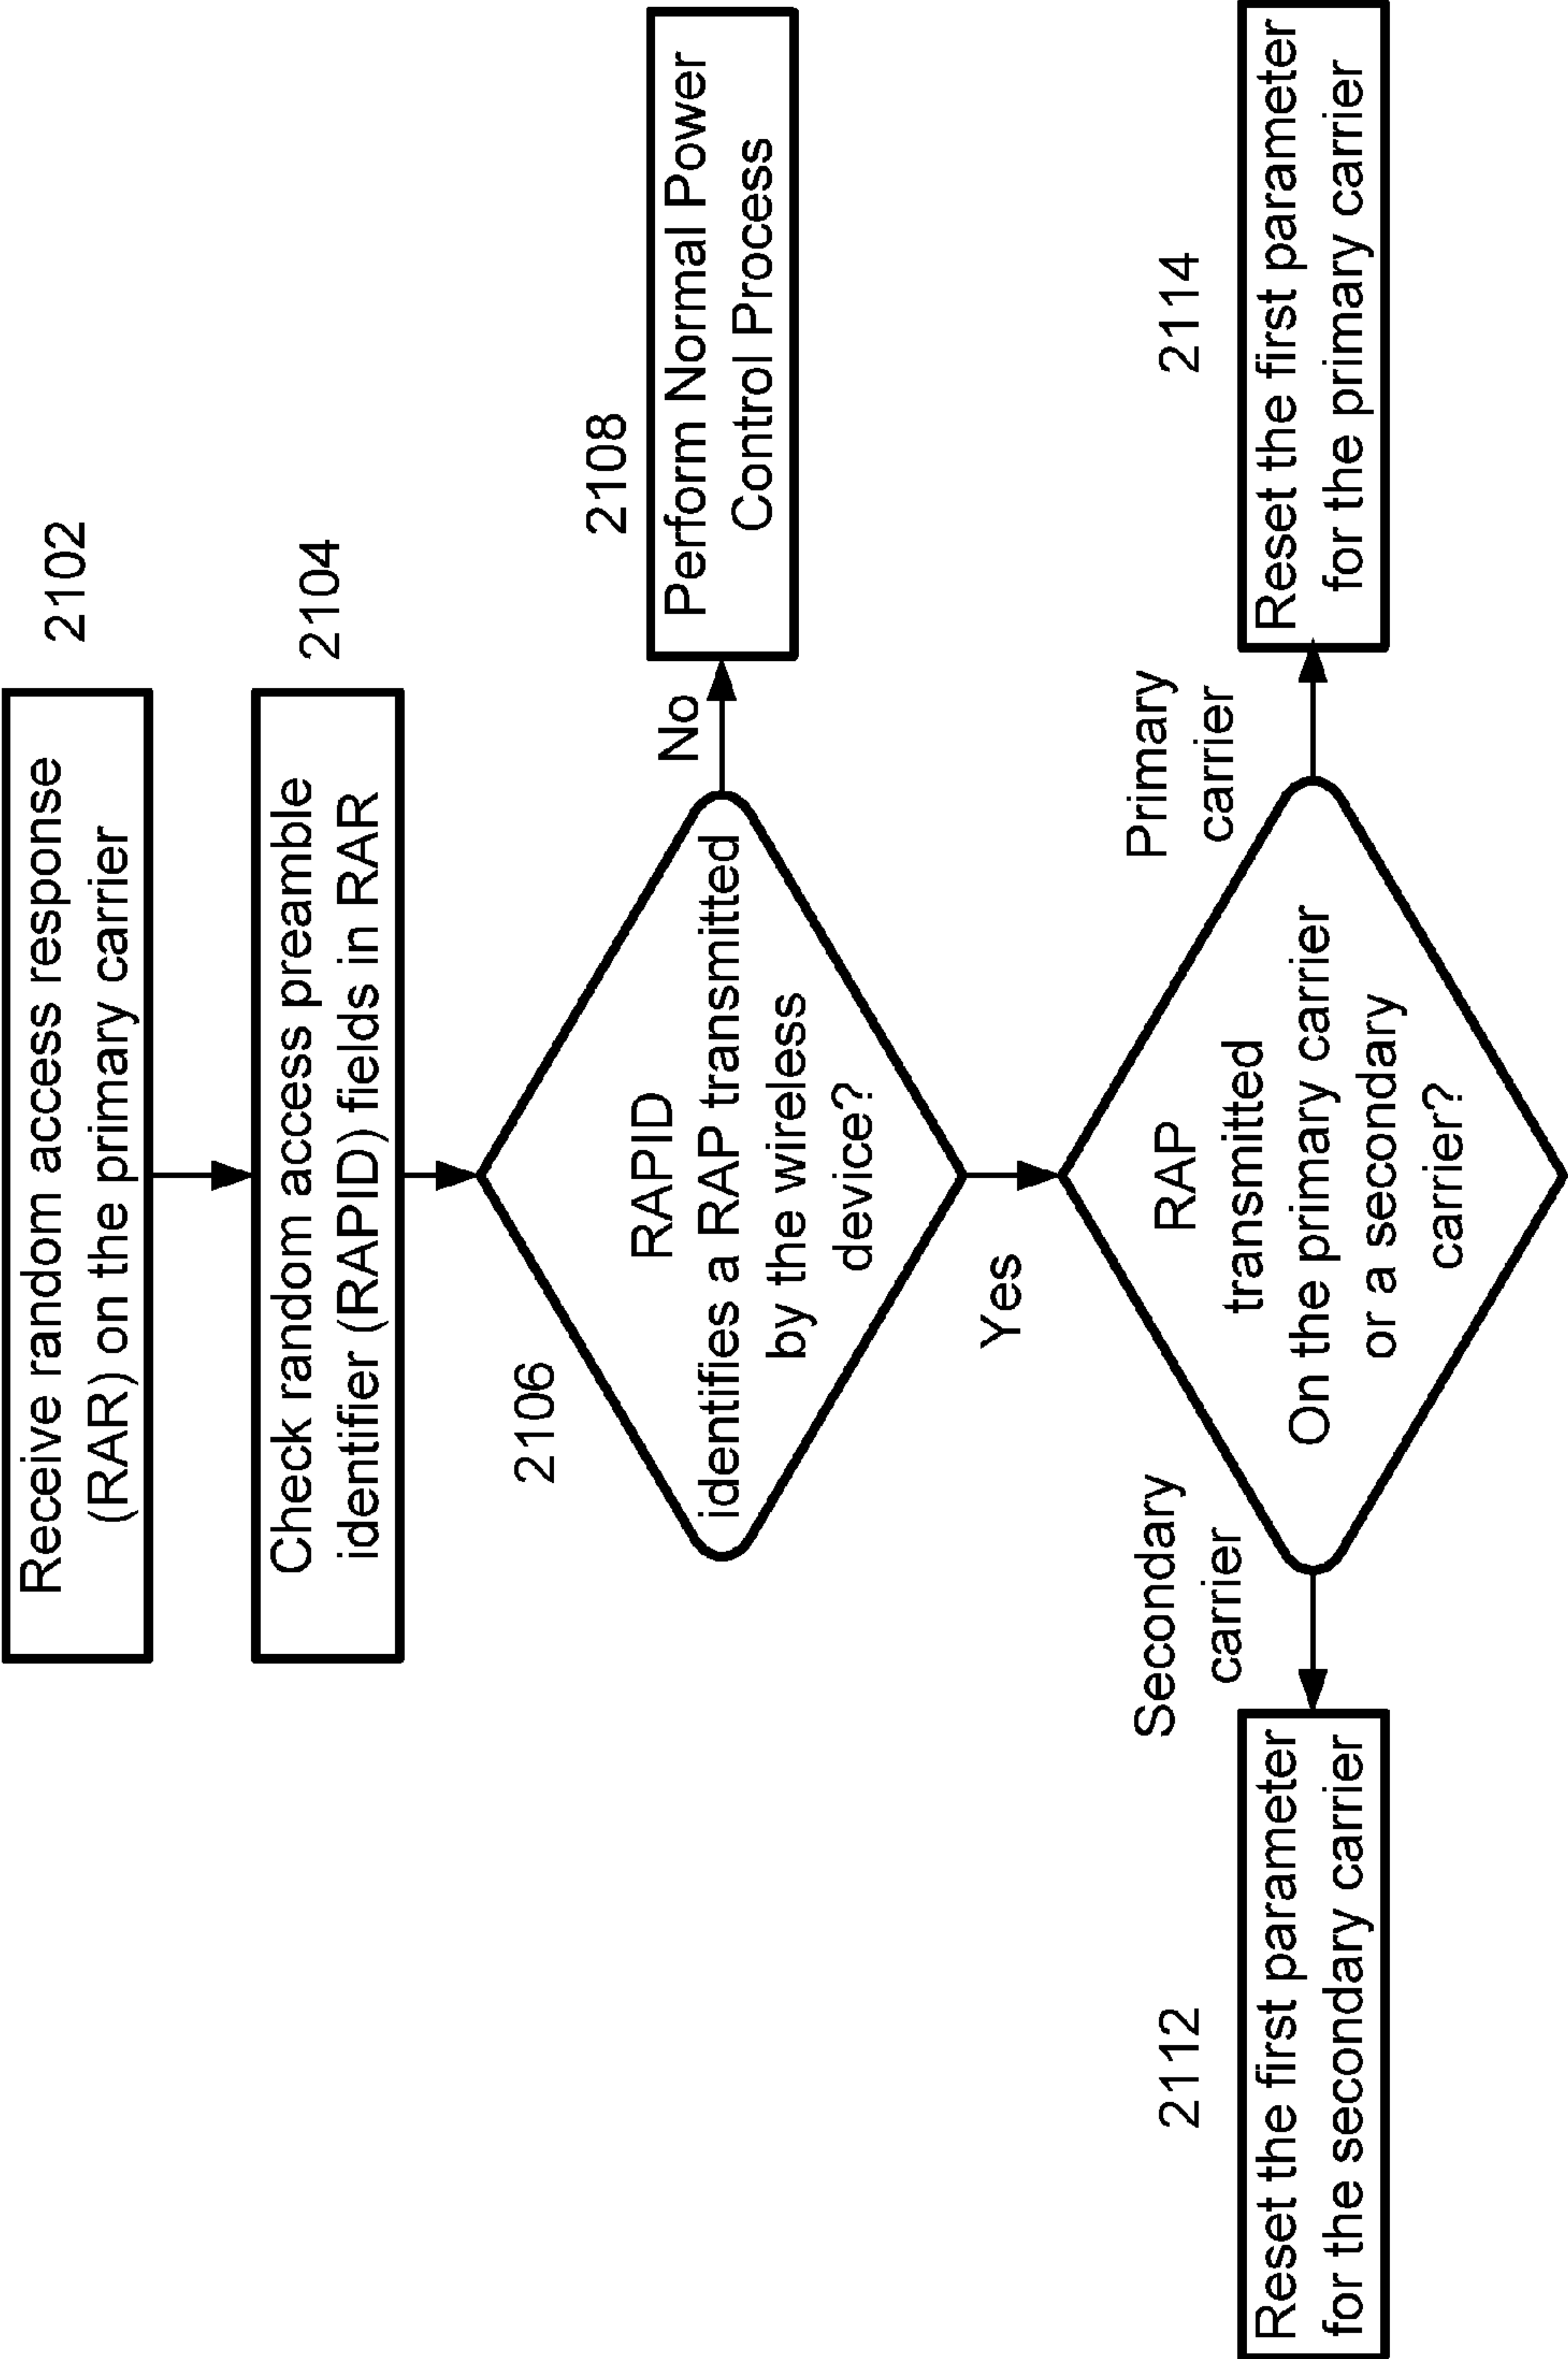 2102
Receive random access response
(RAR) on the primary carrier
2104
Check random access preamble
identifier (RAPID) fields in RAR
2106
RAPID
identifies a RAP transmitted
by the wireless
device?
No
2108
Perform Normal Power
Control Process
Yes
RAP
transmitted
On the primary carrier
or a secondary
carrier?
Secondary
carrier
2112
Reset the first parameter
for the secondary carrier
Primary
carrier
2114
Reset the first parameter
for the primary carrier